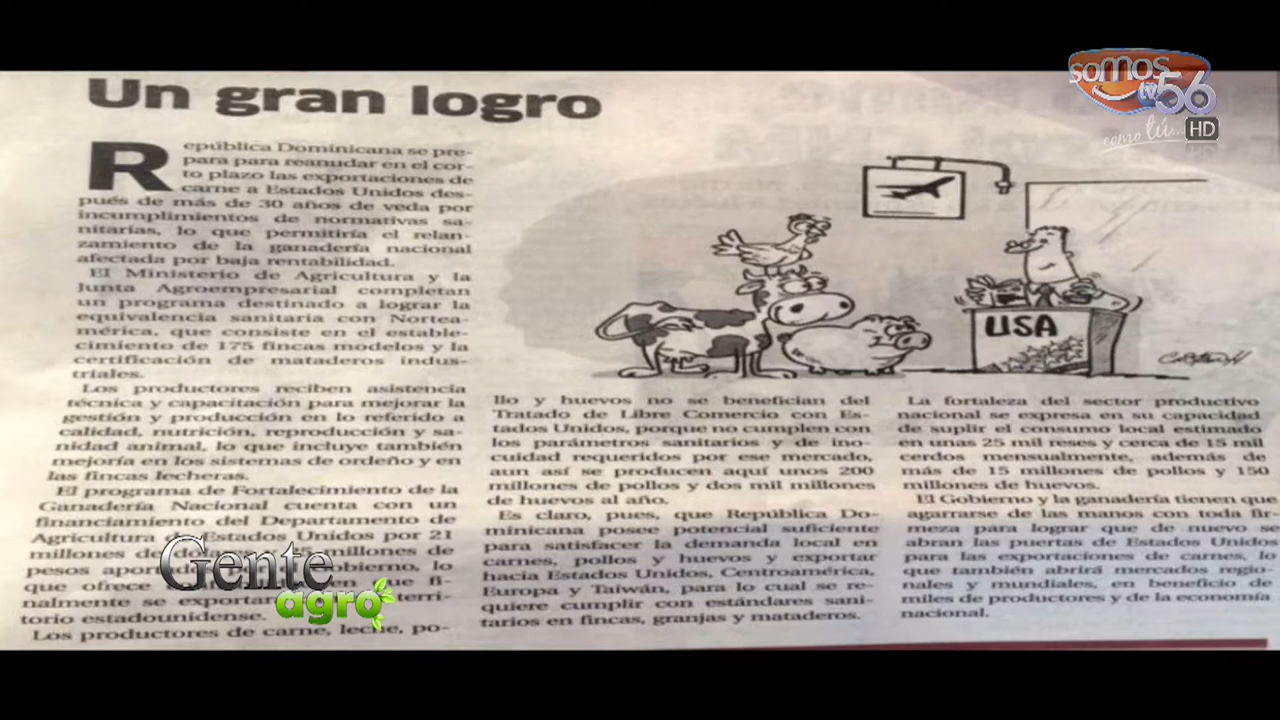 Un gran logro
República Dominicana se pre-
para para reanudar en el cor-
to plazo las exportaciones de
carne a Estados Unidos des-
pués de más de 30 años de veda por
incumplimientos de normativas sa-
nitarias, lo que permitiría el relan-
zamiento de la ganadería nacional
afectada por baja rentabilidad.
El Ministerio de Agricultura y la
Junta Agroempresarial completan
un programa destinado a lograr la
equivalencia sanitaria con Nortea-
mérica, que consiste en el estable-
cimiento de 175 fincas modelos y la
certificación de mataderos indus-
triales.
Los productores reciben asistencia
técnica y capacitación para mejorar la
gestión y producción en lo referido a
calidad, nutrición, reproducción y sa-
nidad animal, lo que incluye también
mejoría en los sistemas de ordeño y en
las fincas lecheras.
El programa de Fortalecimiento de la
Ganadería Nacional cuenta con un
financiamiento del Departamento de
Agricultura Estados Unidos por 21
millones de millones de
pesos obierno, lo
que ofrece que fi-
nalmente se exportar terri-
torio estadounidense.
Los productores de carne, leche, po-
llo y huevos no se benefician del
Tratado de Libre Comercio con Es-
tados Unidos, porque no cumplen con
los parámetros sanitarios y de ino-
cuidad requeridos por ese mercado,
aun así se producen aquí unos 200
millones de pollos y dos mil millones
de huevos al año.
Es claro, pues, que República Do-
minicana posee potencial suficiente
para satisfacer la demanda local en
carnes, pollos y huevos y exportar
hacia Estados Unidos, Centroamérica,
Europa y Taiwán, para lo cual se re-
quiere cumplir con estándares sani-
tarios en fincas, granjas y mataderos.
La fortaleza del sector productivo
nacional se expresa en su capacidad
de suplir el consumo local estimado
en unas 25 mil reses y cerca de 15 mil
cerdos mensualmente, además de
más de 15 millones de pollos y 150
millones de huevos.
El Gobierno y la ganadería tienen que
agarrarse de las manos con toda fir-
meza para lograr que de nuevo se
abran las puertas de Estados Unidos
para las exportaciones de carnes, lo
que también abrirá mercados regio-
nales y mundiales, en beneficio de
miles de productores y de la economía
nacional.
USA
somos
tv 56
como tú... HD
Gente
agro